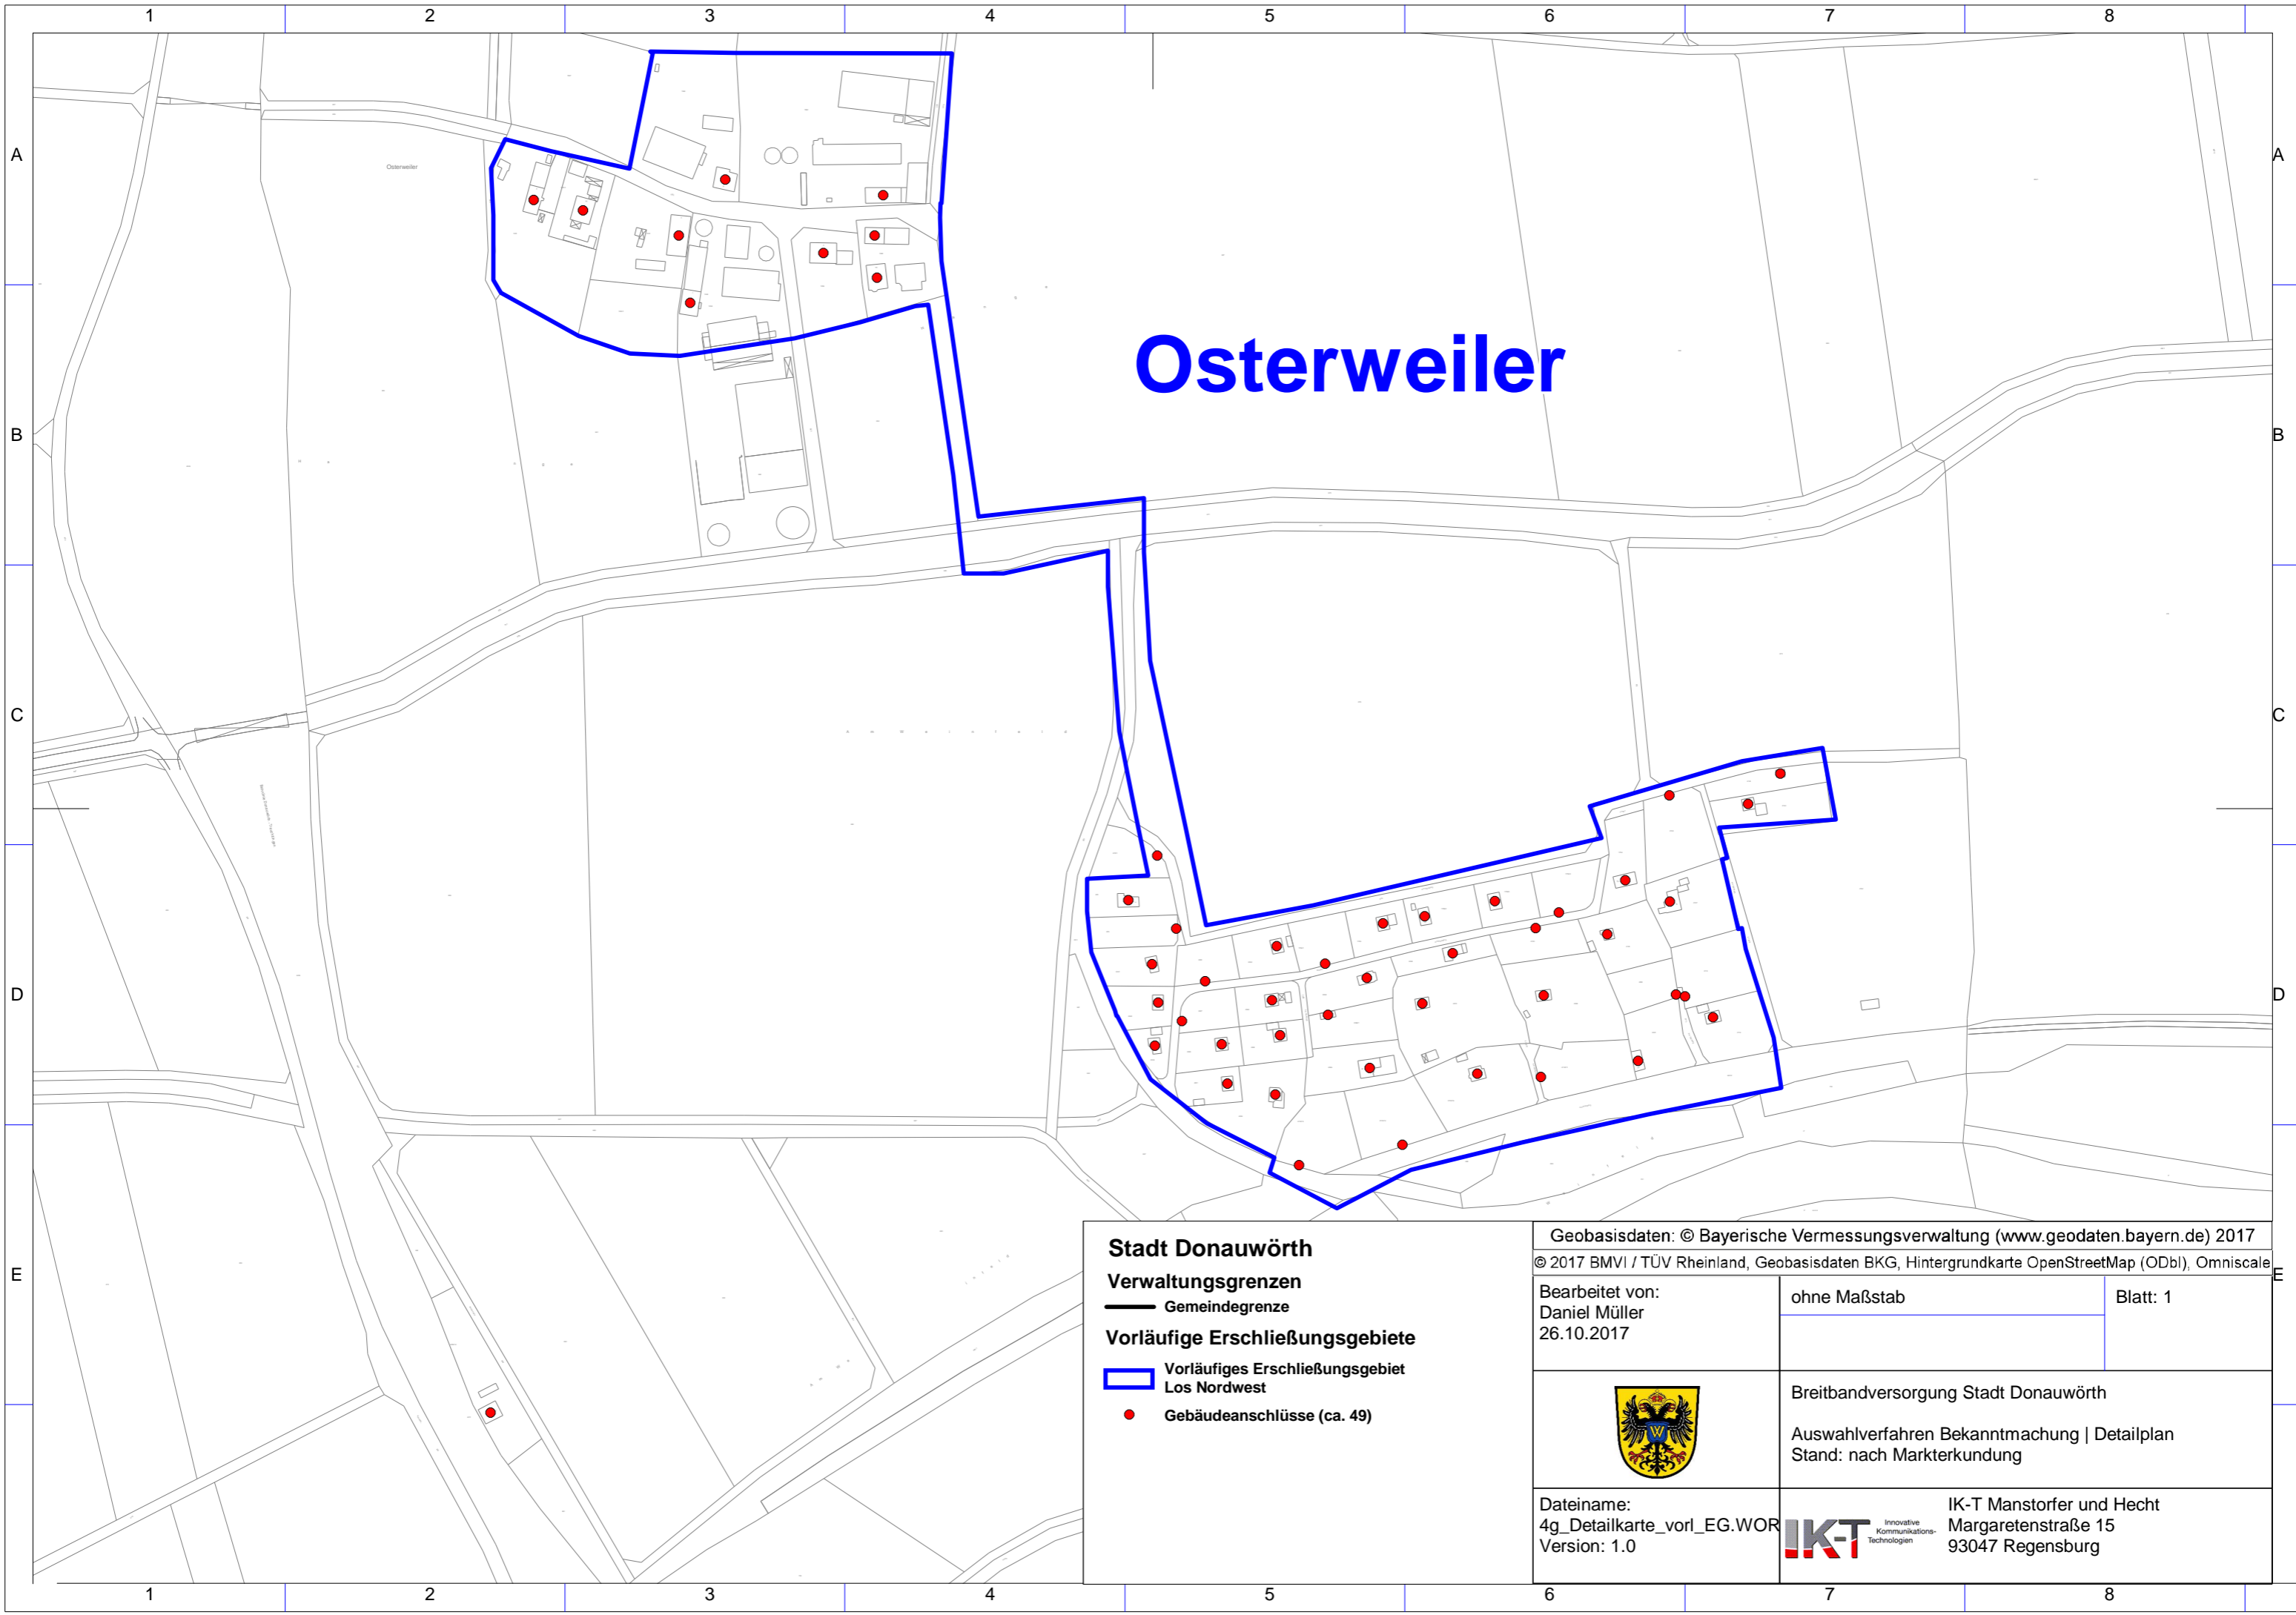 1 2 3 4 5 6 7 8
A A
Osterweiler
Osterweiler
B B
C C
D D
E E
Stadt Donauwörth
Verwaltungsgrenzen
Gemeindegrenze
Vorläufige Erschließungsgebiete
Vorläufiges Erschließungsgebiet
Los Nordwest
Gebäudeanschlüsse (ca. 49)
Geobasisdaten: © Bayerische Vermessungsverwaltung (www.geodaten.bayern.de) 2017
© 2017 BMVI / TÜV Rheinland, Geobasisdaten BKG, Hintergrundkarte OpenStreetMap (ODbl), Omniscale
Bearbeitet von:
Daniel Müller
26.10.2017
ohne Maßstab
Blatt: 1
W
Breitbandversorgung Stadt Donauwörth
Auswahlverfahren Bekanntmachung | Detailplan
Stand: nach Markterkundung
Dateiname:
4g_Detailkarte_vorl_EG.WOR
Version: 1.0
IK-T
Innovative
Kommunikations-
Technologien
IK-T Manstorfer und Hecht
Margaretenstraße 15
93047 Regensburg
1 2 3 4 5 6 7 8